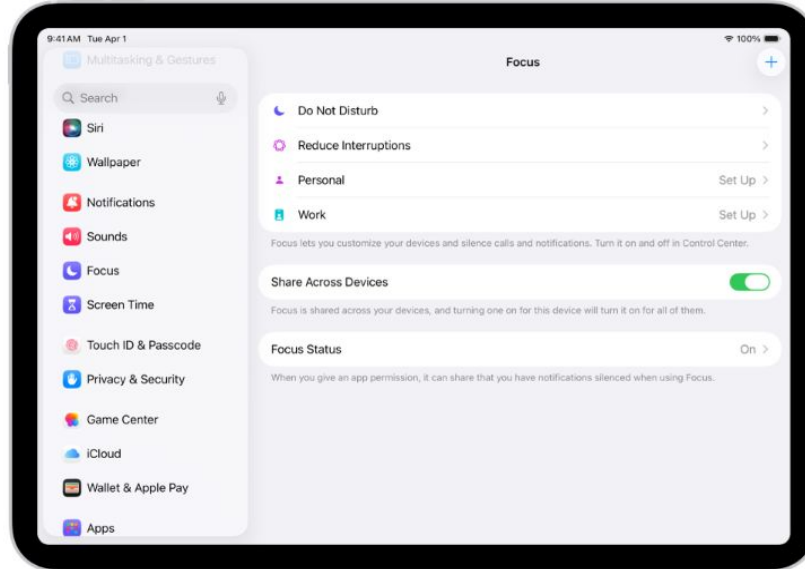 9:41 AM Tue Apr 1
100%
Multitasking & Gestures
Search
Siri
Wallpaper
Notifications
Sounds
Focus
Screen Time
Touch ID & Passcode
Privacy & Security
Game Center
iCloud
Wallet & Apple Pay
Apps
Focus
Do Not Disturb
Reduce Interruptions
Personal Set Up
Work Set Up
Focus lets you customize your devices and silence calls and notifications. Turn it on and off in Control Center.
Share Across Devices
Focus is shared across your devices, and turning one on for this device will turn it on for all of them.
Focus Status On
When you give an app permission, it can share that you have notifications silenced when using Focus.